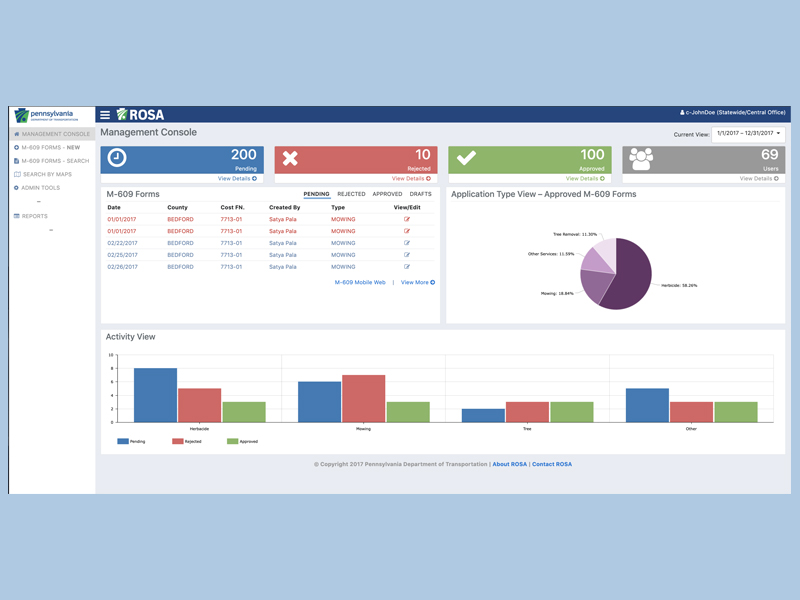 pennsylvania
DEPARTMENT OF TRANSPORTATION
ROSA
c-JohnDoe (Statewide/Central Office)
MANAGEMENT CONSOLE
M-609 FORMS - NEW
M-609 FORMS - SEARCH
SEARCH BY MAPS
ADMIN TOOLS
REPORTS
Management Console
Current View: 1/1/2017 – 12/31/2017
200
Pending
View Details
10
Rejected
View Details
100
Approved
View Details
69
Users
View Details
M-609 Forms
PENDING REJECTED APPROVED DRAFTS
Date County Cost FN. Created By Type View/Edit
01/01/2017 BEDFORD 7713-01 Satya Pala MOWING
01/01/2017 BEDFORD 7713-01 Satya Pala MOWING
02/22/2017 BEDFORD 7713-01 Satya Pala MOWING
02/25/2017 BEDFORD 7713-01 Satya Pala MOWING
02/26/2017 BEDFORD 7713-01 Satya Pala MOWING
M-609 Mobile Web | View More
Application Type View – Approved M-609 Forms
Tree Removal: 11.30%
Other Services: 11.59%
Mowing: 18.84%
Herbicide: 58.26%
Activity View
10
8
6
4
2
0
Herbacide Mowing Tree Other
Pending Rejected Approved
© Copyright 2017 Pennsylvania Department of Transportation | About ROSA | Contact ROSA